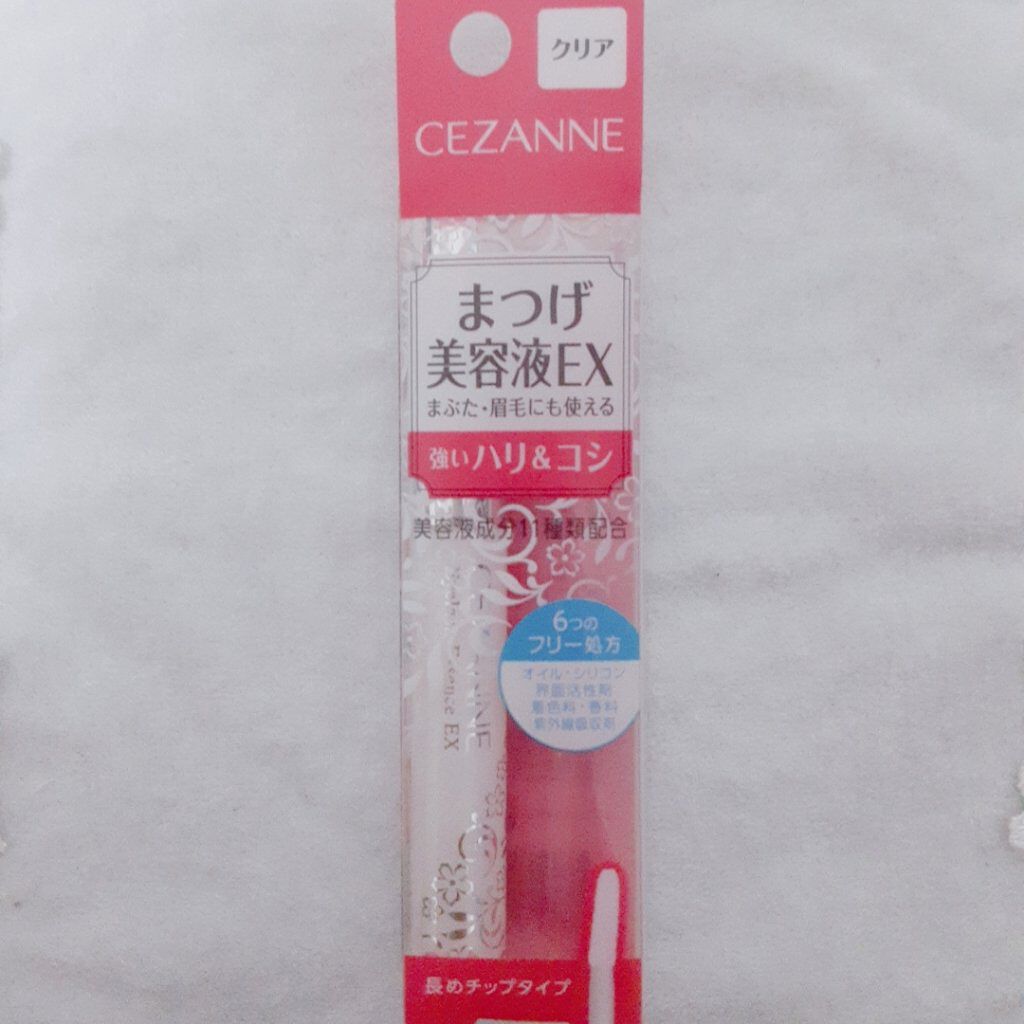 クリア
CEZANNE
まつげ
美容液EX
まぶた・眉毛にも使える
強いハリ&コシ
美容液成分11種類配合
6つの
フリー処方
オイル・シリコン
界面活性剤
着色料・香料
紫外線吸収剤
Essence EX
長めチップタイプ